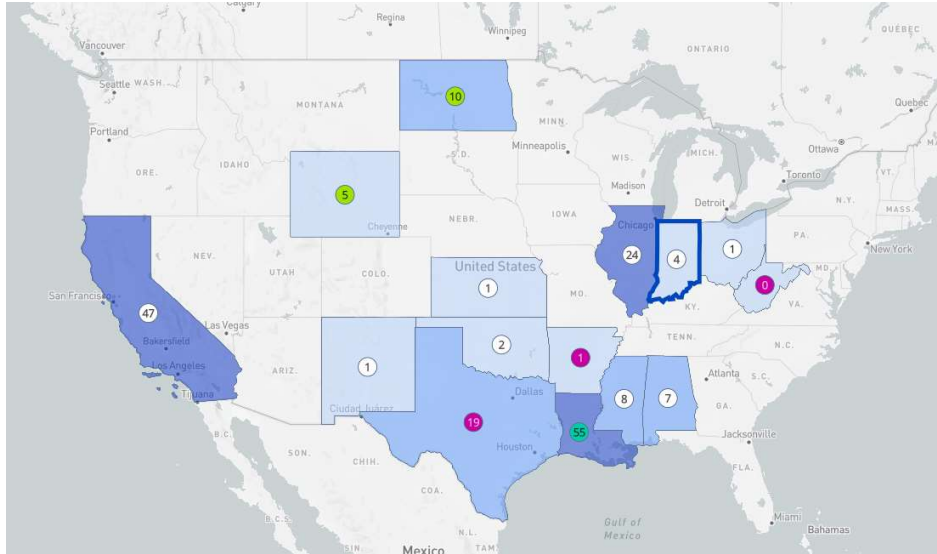 Calgary
Regina
Winnipeg
QUÉBEC
Vancouver
ONTARIO
Seattle
WASH.
MONTANA
10
Quebec
Portland
MINN.
Ottawa
Minneapolis
S.D.
WIS.
MICH.
ORE.
IDAHO
5
Madison
Toronto
VT.
N.Y.
MASS.
Detroit
NEBR.
IOWA
Chicago
Cheyenne
PA.
New York
NEV.
UTAH
COLO.
United States
24
4
1
MD.
San Francisco
47
1
MO.
0
KY.
VA.
Las Vegas
Bakersfield
2
1
TENN.
N.C.
Los Angeles
ARIZ.
1
Atlanta
S.C.
Tijuana
Dallas
8
7
GA.
Ciudad Juárez
19
55
B.C.
Houston
Jacksonville
SON.
CHIH.
FLA.
COA.
B.C.S.
Gulf of
Mexico
Miami
Bahamas
N.L.
SIN.
Mexico
TAM